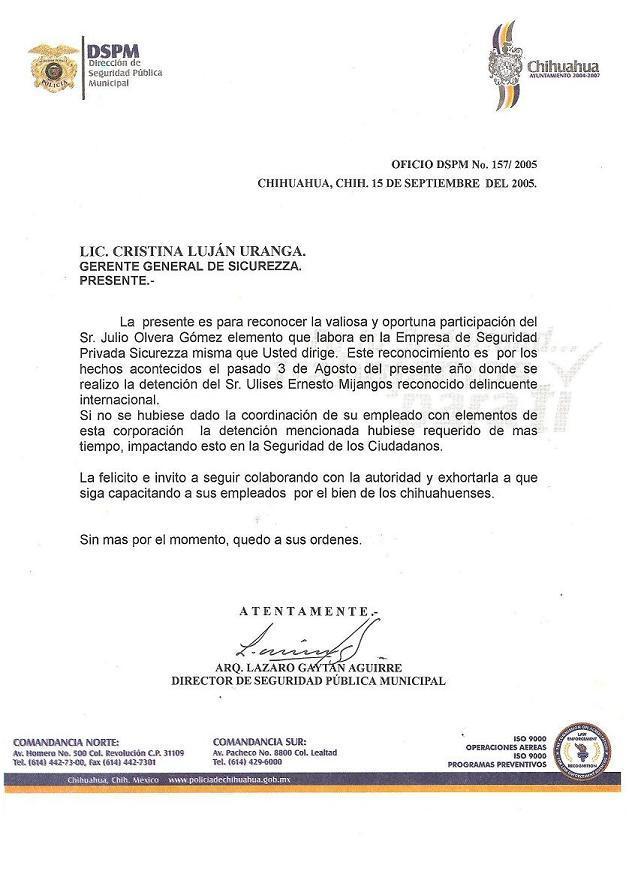 DSPM
Dirección de
Seguridad Pública
Municipal
POLICIA
Chihuahua
AYUNTAMIENTO 2004-2007
OFICIO DSPM No. 157/ 2005
CHIHUAHUA, CHIH. 15 DE SEPTIEMBRE DEL 2005.
LIC. CRISTINA LUJÁN URANGA.
GERENTE GENERAL DE SICUREZZA.
PRESENTE.-
La presente es para reconocer la valiosa y oportuna participación del
Sr. Julio Olvera Gómez elemento que labora en la Empresa de Seguridad
Privada Sicurezza misma que Usted dirige. Este reconocimiento es por los
hechos acontecidos el pasado 3 de Agosto del presente año donde se
realizo la detención del Sr. Ulises Ernesto Mijangos reconocido delincuente
internacional.
Si no se hubiese dado la coordinación de su empleado con elementos de
esta corporación la detención mencionada hubiese requerido de mas
tiempo, impactando esto en la Seguridad de los Ciudadanos.
La felicito e invito a seguir colaborando con la autoridad y exhortarla a que
siga capacitando a sus empleados por el bien de los chihuahuenses.
Sin mas por el momento, quedo a sus ordenes.
ATENTAMENTE.-
ARQ. LAZARO GAYTÁN AGUIRRE
DIRECTOR DE SEGURIDAD PÚBLICA MUNICIPAL
COMANDANCIA NORTE:
Av. Homero No. 500 Col. Revolución C.P. 31109
Tel. (614) 442-73-00, Fax (614) 442-7301
COMANDANCIA SUR:
Av. Pacheco No. 8800 Col. Lealtad
Tel. (614) 429-6000
ISO 9000
OPERACIONES AEREAS
ISO 9000
PROGRAMAS PREVENTIVOS
LAW
ENFORCEMENT
RECOGNITION
Chihuahua, Chih. Mexico www.policiadechihuahua.gob.mx